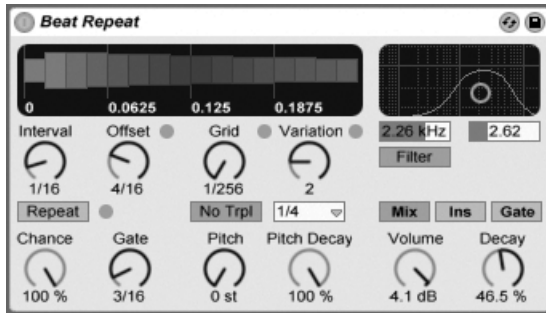 Beat Repeat
0 0.0625 0.125 0.1875
Interval Offset Grid Variation
1/16 4/16 1/256 2
2.26 kHz 2.62
Filter
Repeat No Trpl 1/4 Mix Ins Gate
Chance Gate Pitch Pitch Decay Volume Decay
100 % 3/16 0 st 100 % 4.1 dB 46.5 %